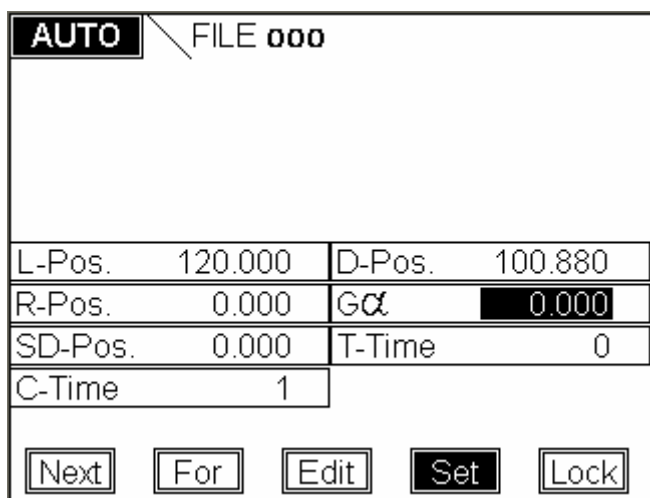 AUTO FILE ooo
L-Pos. 120.000 D-Pos. 100.880
R-Pos. 0.000 Gα 0.000
SD-Pos. 0.000 T-Time 0
C-Time 1
Next For Edit Set Lock